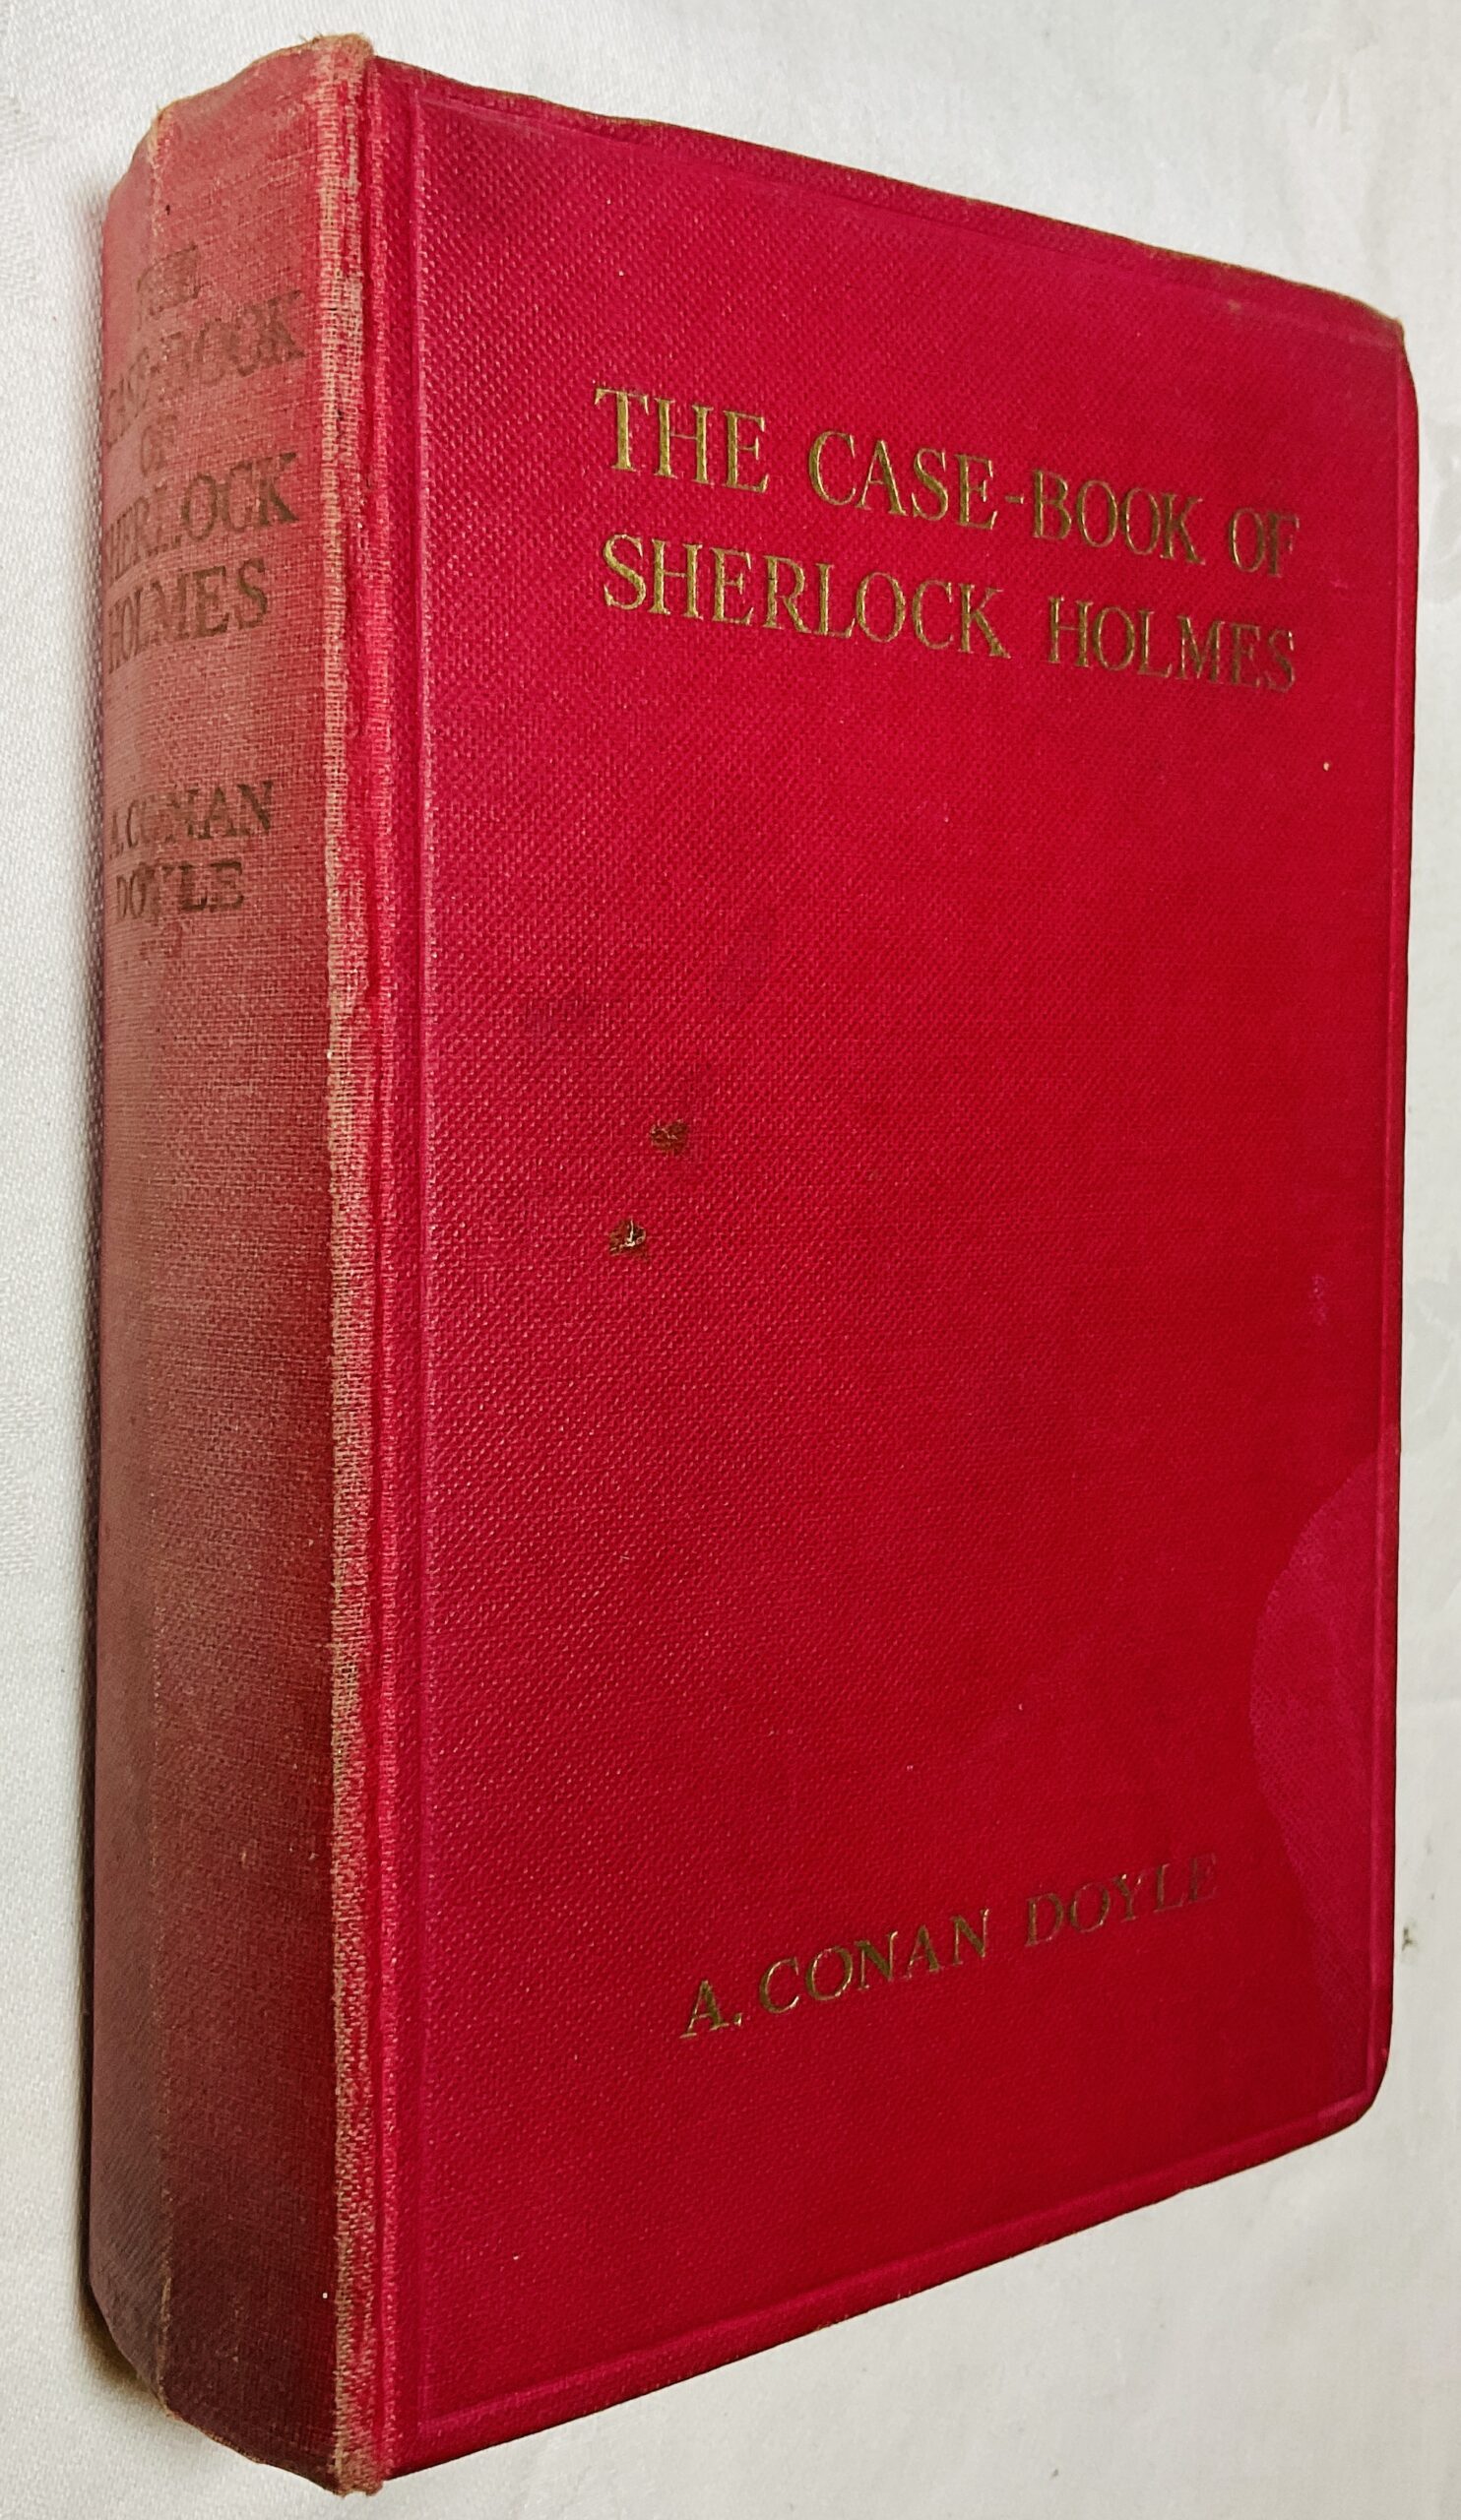 THE
CASE-BOOK
OF
SHERLOCK
HOLMES
A. CONAN
DOYLE
THE CASE-BOOK OF
SHERLOCK HOLMES
A. CONAN DOYLE